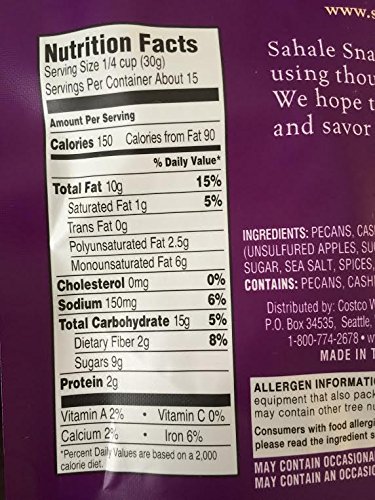 www.s
Nutrition Facts
Serving Size 1/4 cup (30g)
Servings Per Container About 15
Amount Per Serving
Calories 150 Calories from Fat 90
% Daily Value*
Total Fat 10g 15%
Saturated Fat 1g 5%
Trans Fat 0g
Polyunsaturated Fat 2.5g
Monounsaturated Fat 6g
Cholesterol 0mg 0%
Sodium 150mg 6%
Total Carbohydrate 15g 5%
Dietary Fiber 2g 8%
Sugars 9g
Protein 2g
Vitamin A 2% • Vitamin C 0%
Calcium 2% • Iron 6%
*Percent Daily Values are based on a 2,000
calorie diet.
Sahale Sna
using thou
We hope t
and savor
INGREDIENTS: PECANS, CAS
(UNSULFURED APPLES, SU
SUGAR, SEA SALT, SPICES,
CONTAINS: PECANS, CASH
Distributed by: Costco W
P.O. Box 34535, Seattle,
1-800-774-2678 • w
MADE IN T
ALLERGEN INFORMATI
equipment that also pac
may contain other tree nu
Consumers with food allergi
please read the ingredient s
MAY CONTAIN OCCASIONA
MAY CONTAIN AN OCCASI